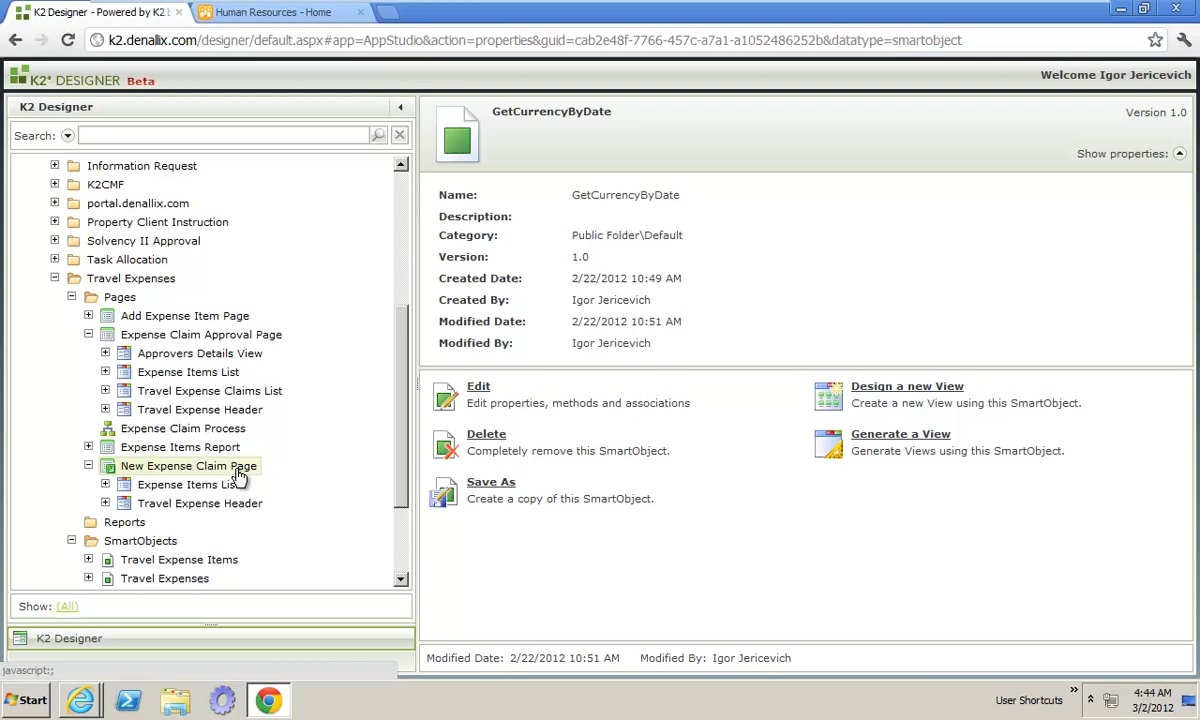 K2 Designer - Powered by K2 b
Human Resources - Home
k2.denallix.com/designer/default.aspx#app=AppStudio&action=properties&guid=cab2e48f-7766-457c-a7a1-a1052486252b&datatype=smartobject
K2* DESIGNER Beta
Welcome Igor Jericevich
K2 Designer
Search:
Information Request
K2CMF
portal.denallix.com
Property Client Instruction
Solvency II Approval
Task Allocation
Travel Expenses
Pages
Add Expense Item Page
Expense Claim Approval Page
Approvers Details View
Expense Items List
Travel Expense Claims List
Travel Expense Header
Expense Claim Process
Expense Items Report
New Expense Claim Page
Expense Items Lis
Travel Expense Header
Reports
SmartObjects
Travel Expense Items
Travel Expenses
Show: (All)
K2 Designer
javascript:;
GetCurrencyByDate
Version 1.0
Show properties:
Name: GetCurrencyByDate
Description:
Category: Public Folder\Default
Version: 1.0
Created Date: 2/22/2012 10:49 AM
Created By: Igor Jericevich
Modified Date: 2/22/2012 10:51 AM
Modified By: Igor Jericevich
Edit
Edit properties, methods and associations
Design a new View
Create a new View using this SmartObject.
Delete
Completely remove this SmartObject.
Generate a View
Generate Views using this SmartObject.
Save As
Create a copy of this SmartObject.
Modified Date: 2/22/2012 10:51 AM Modified By: Igor Jericevich
Start
User Shortcuts
4:44 AM
3/2/2012